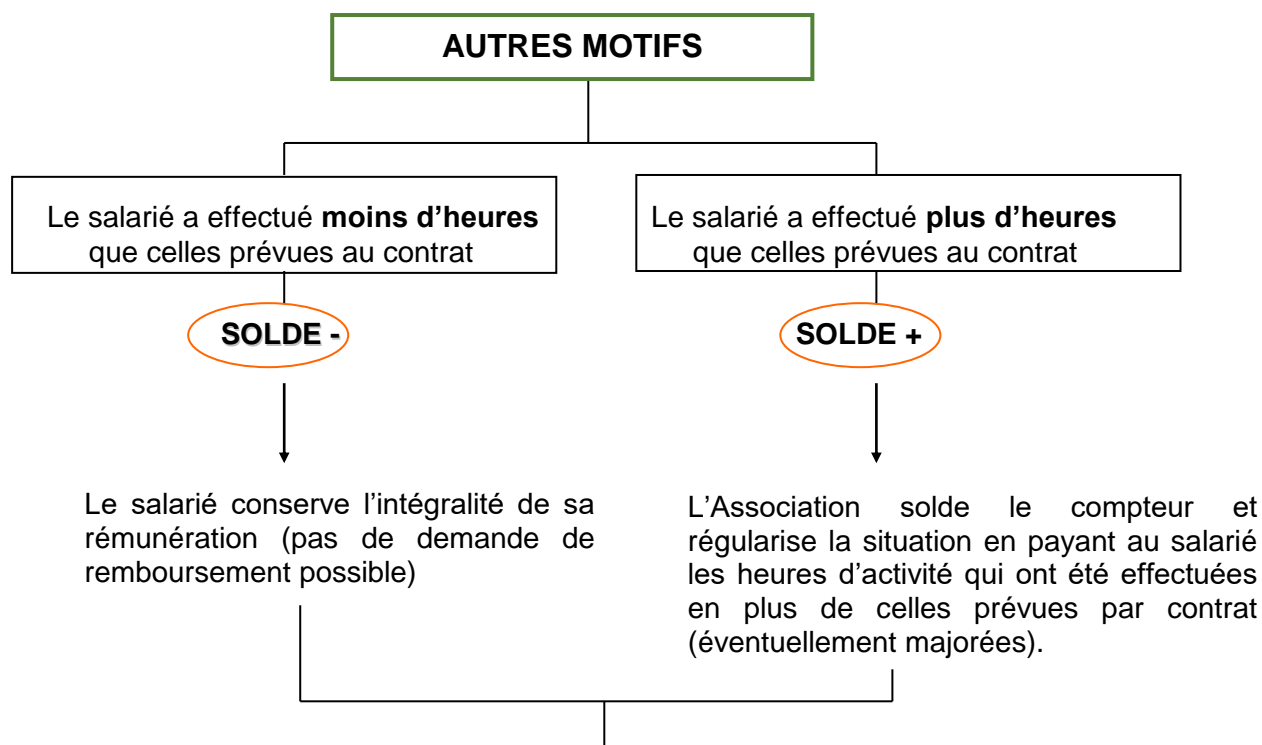 AUTRES MOTIFS
Le salarié a effectué moins d’heures
que celles prévues au contrat
Le salarié a effectué plus d’heures
que celles prévues au contrat
SOLDE -
SOLDE +
Le salarié conserve l’intégralité de sa
rémunération (pas de demande de
remboursement possible)
L’Association solde le compteur et
régularise la situation en payant au salarié
les heures d’activité qui ont été effectuées
en plus de celles prévues par contrat
(éventuellement majorées).